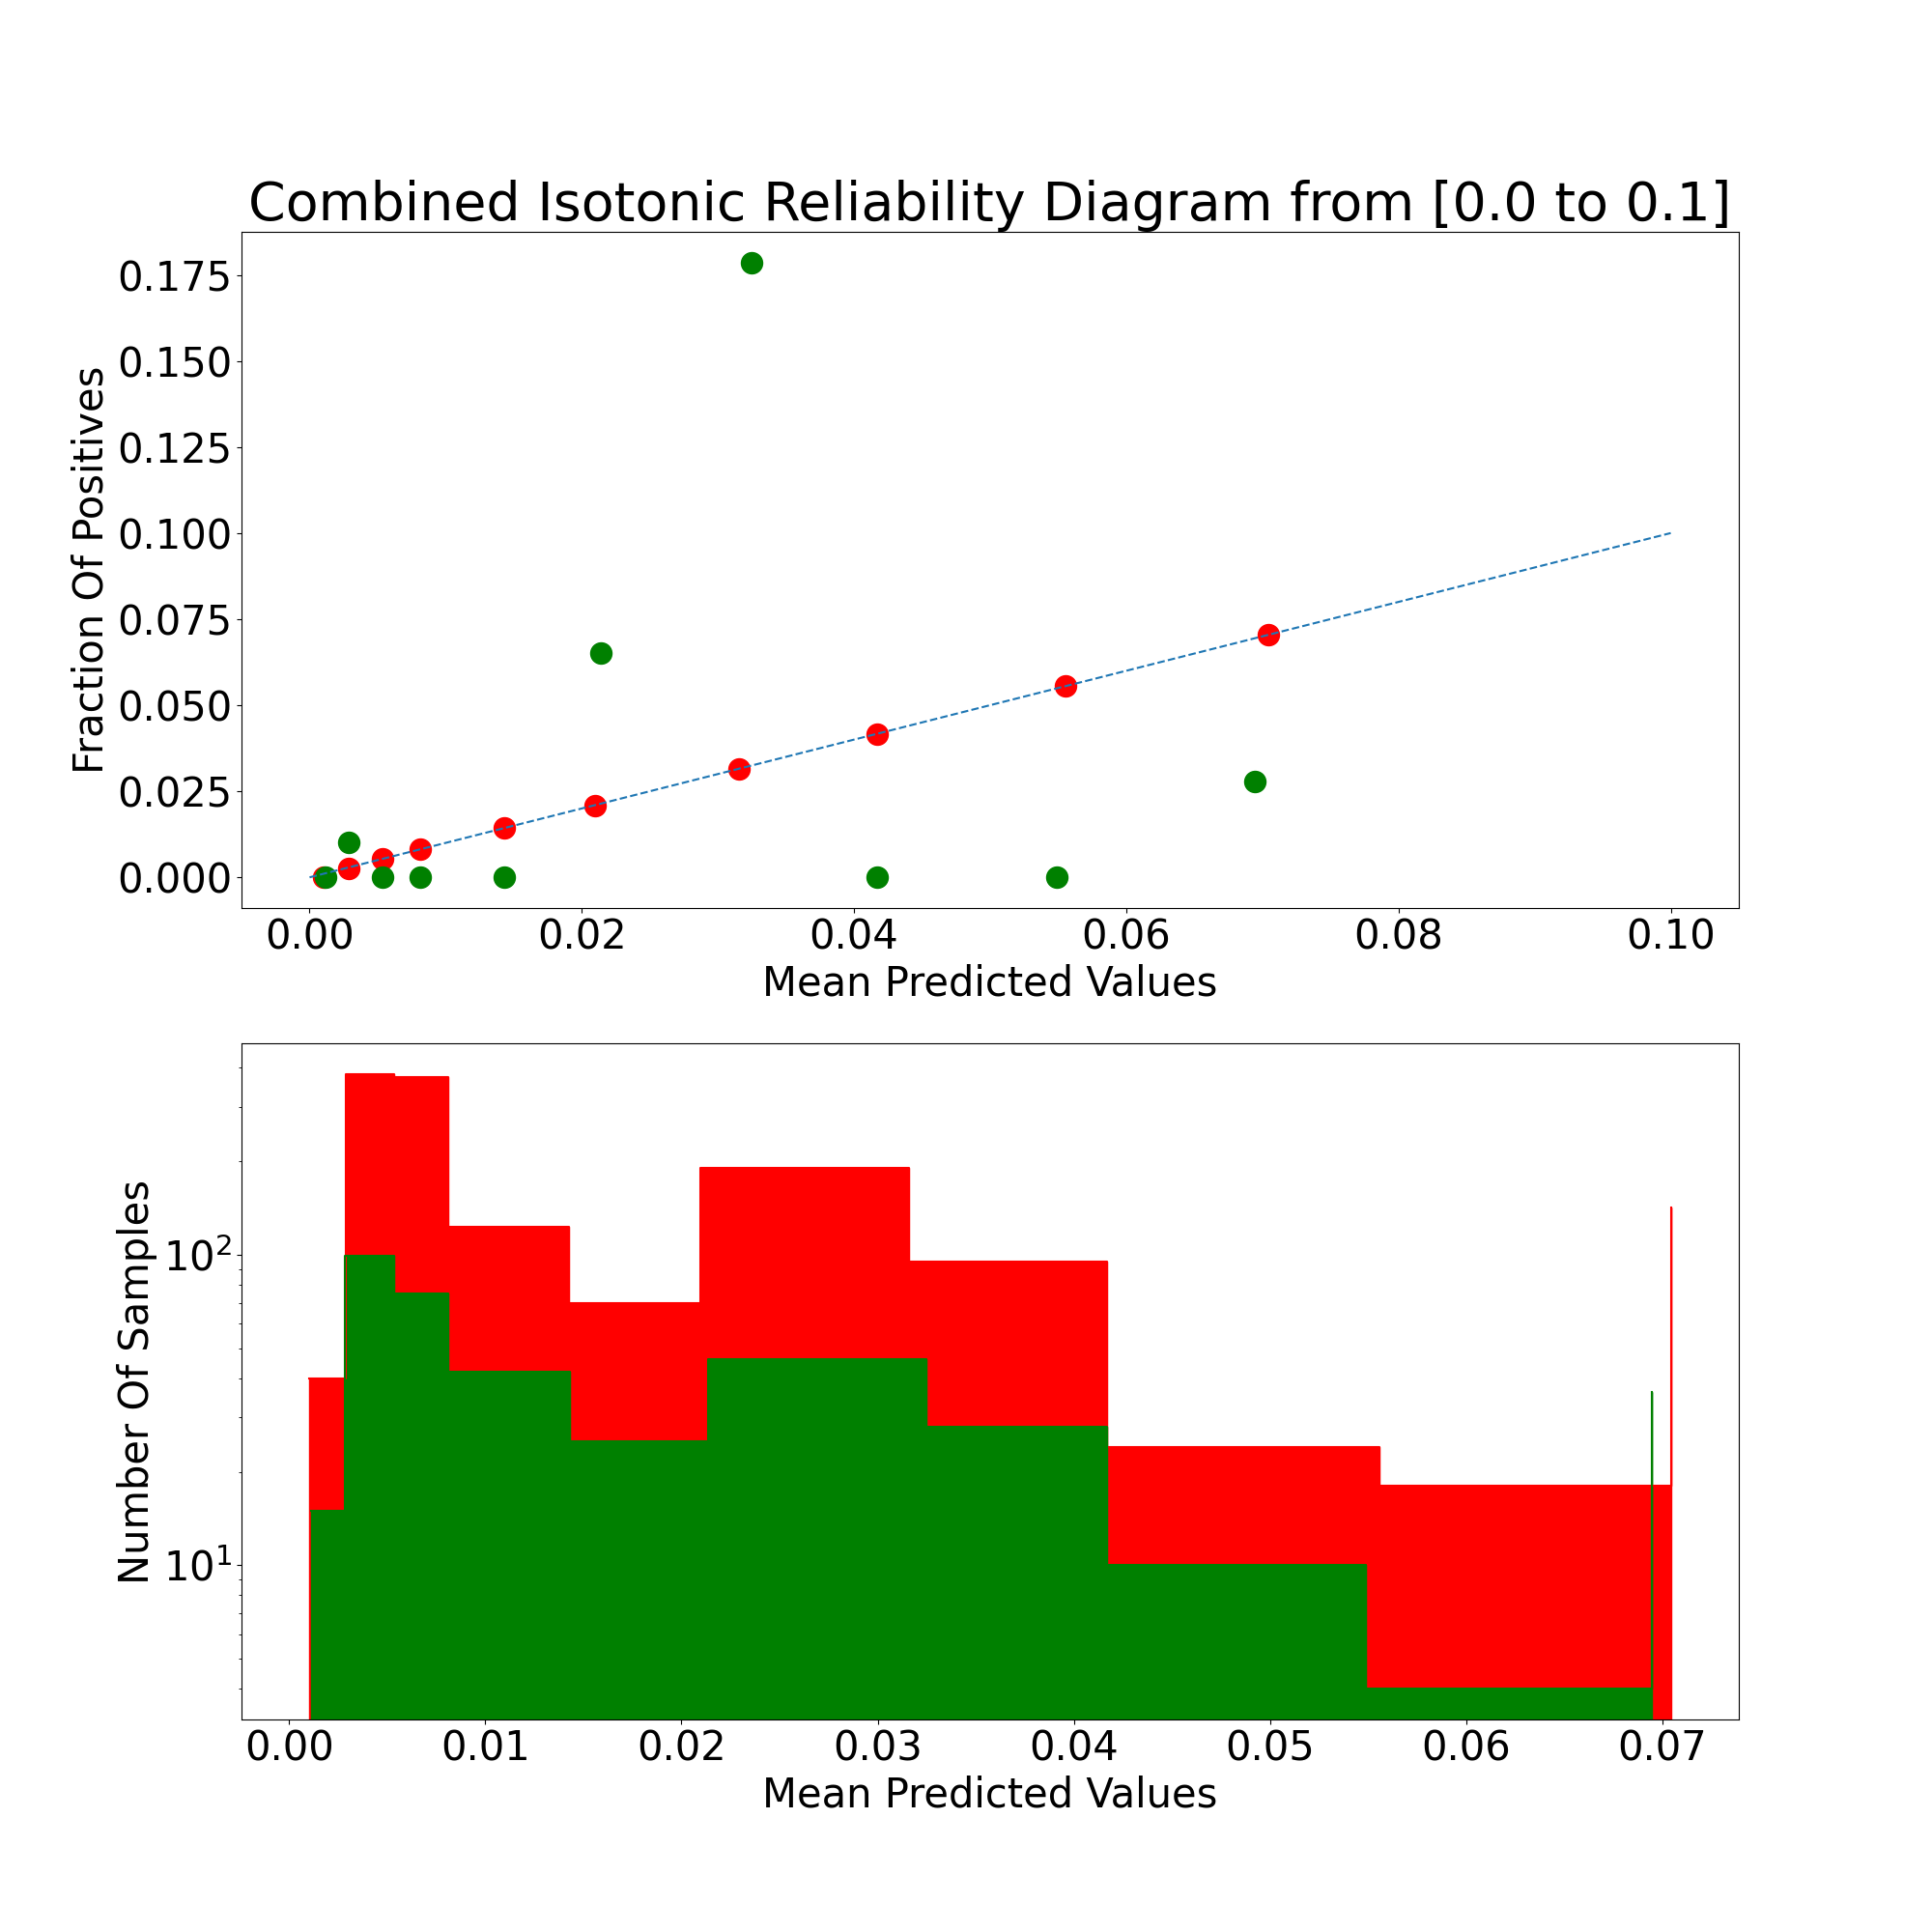 Combined Isotonic Reliability Diagram from [0.0 to 0.1]
Fraction Of Positives
0.175
0.150
0.125
0.100
0.075
0.050
0.025
0.000
0.00 0.02 0.04 0.06 0.08 0.10
Mean Predicted Values
Number Of Samples
10²
10¹
0.00 0.01 0.02 0.03 0.04 0.05 0.06 0.07
Mean Predicted Values